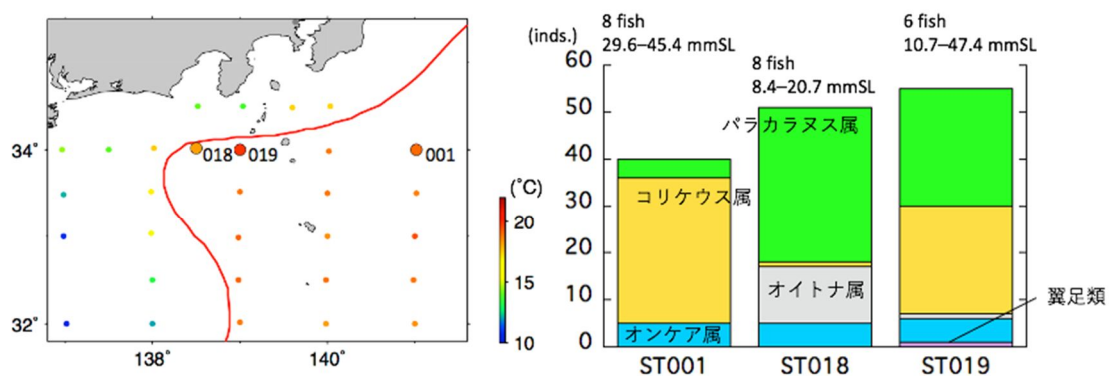 34°
32°
138°
140°
018
019
001
(°C)
20
15
10
(inds.)
60
50
40
30
20
10
0
8 fish
29.6–45.4 mmSL
8 fish
8.4–20.7 mmSL
6 fish
10.7–47.4 mmSL
パラカラヌス属
コリケウス属
オイトナ属
オンケア属
翼足類
ST001
ST018
ST019